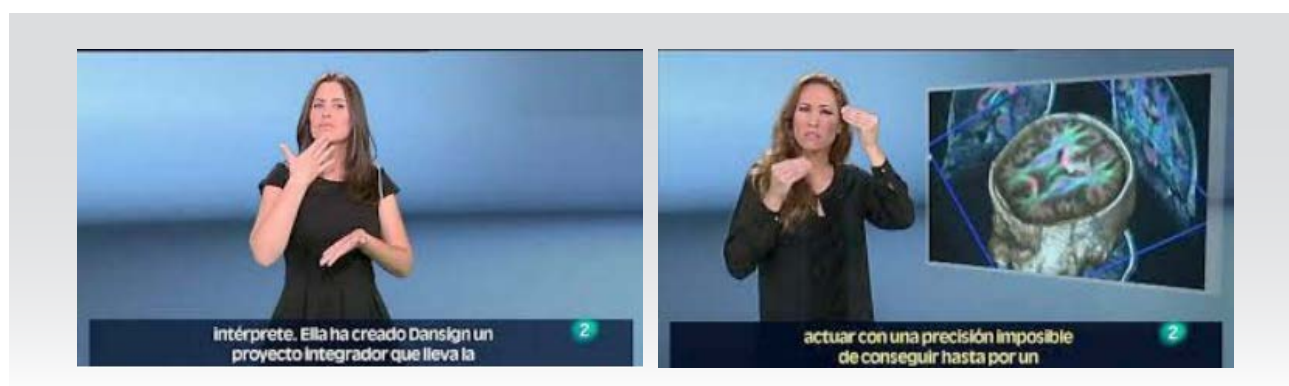 intérprete. Ella ha creado Dansign un
proyecto integrador que lleva la
2
actuar con una precisión imposible
de conseguir hasta por un
2